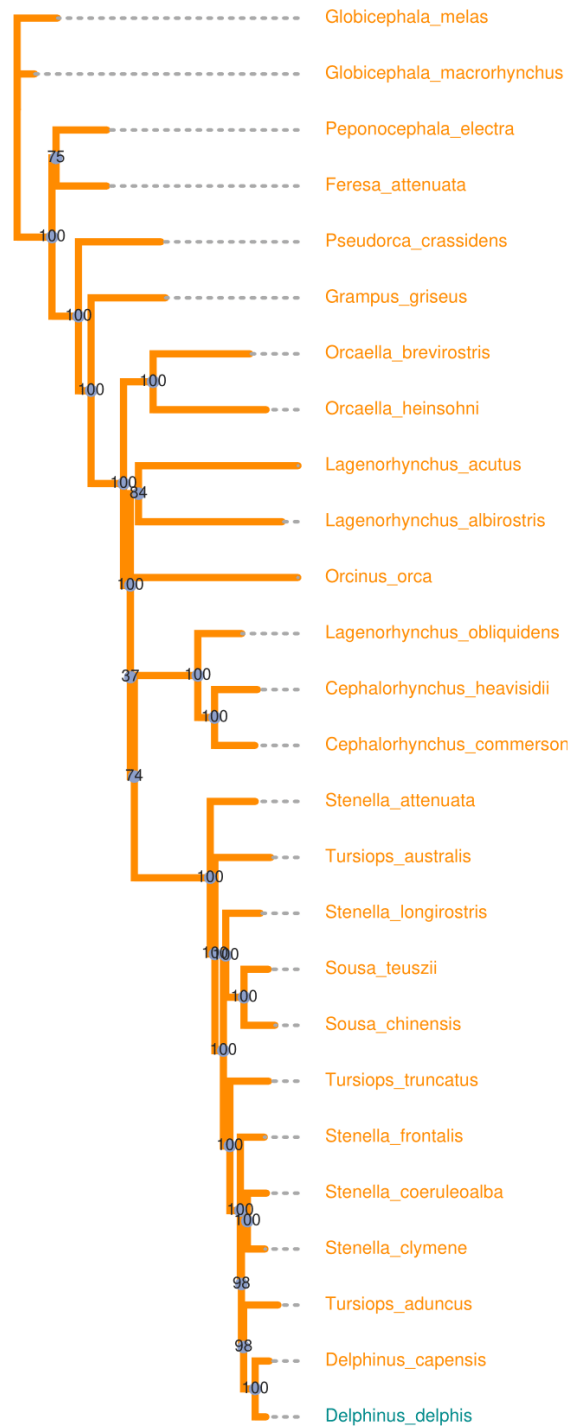 Globicephala_melas
Globicephala_macrorhynchus
Peponocephala_electra
75
Feresa_attenuata
100
Pseudorca_crassidens
Grampus_griseus
100
Orcaella_brevirostris
100
100
Orcaella_heinsohni
Lagenorhynchus_acutus
100
84
Lagenorhynchus_albirostris
Orcinus_orca
100
Lagenorhynchus_obliquidens
37
100
Cephalorhynchus_heavisidii
100
Cephalorhynchus_commerson
74
Stenella_attenuata
Tursiops_australis
100
Stenella_longirostris
100
100
Sousa_teuszii
100
Sousa_chinensis
100
Tursiops_truncatus
Stenella_frontalis
100
Stenella_coeruleoalba
100
100
Stenella_clymene
98
Tursiops_aduncus
98
Delphinus_capensis
100
Delphinus_delphis